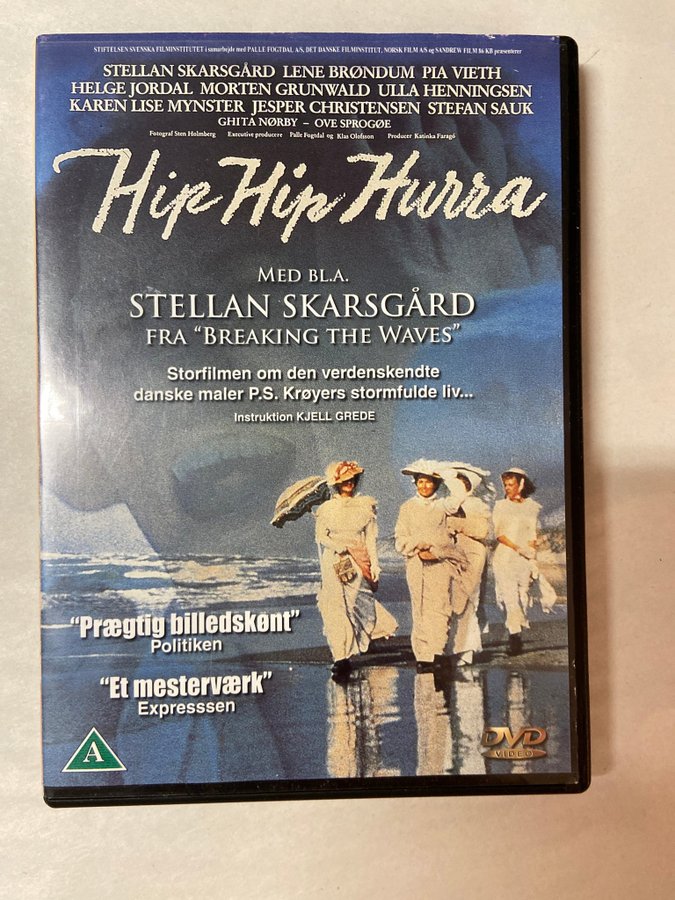 STIFTELSEN SVENSKA FILMINSTITUTET i samarbejde med PALLE FOGTDAL A/S, DET DANSKE FILMINSTITUT, NORSK FILM A/S og SANDREW FILM 86 KB præsenterer
STELLAN SKARSGÅRD LENE BRØNDUM PIA VIETH
HELGE JORDAL MORTEN GRUNWALD ULLA HENNINGSEN
KAREN LISE MYNSTER JESPER CHRISTENSEN STEFAN SAUK
GHITA NØRBY – OVE SPROGØE
Fotograf Sten Holmberg Executive producere Palle Fogtdal og Klas Olofsson Producer Katinka Faragó
Hip Hip Hurra
MED BL.A.
STELLAN SKARSGÅRD
FRA "BREAKING THE WAVES"
Storfilmen om den verdenskendte
danske maler P.S. Krøyers stormfulde liv...
Instruktion KJELL GREDE
"Prægtig billedskønt"
Politiken
"Et mesterværk"
Expresssen
A
DVD
VIDEO